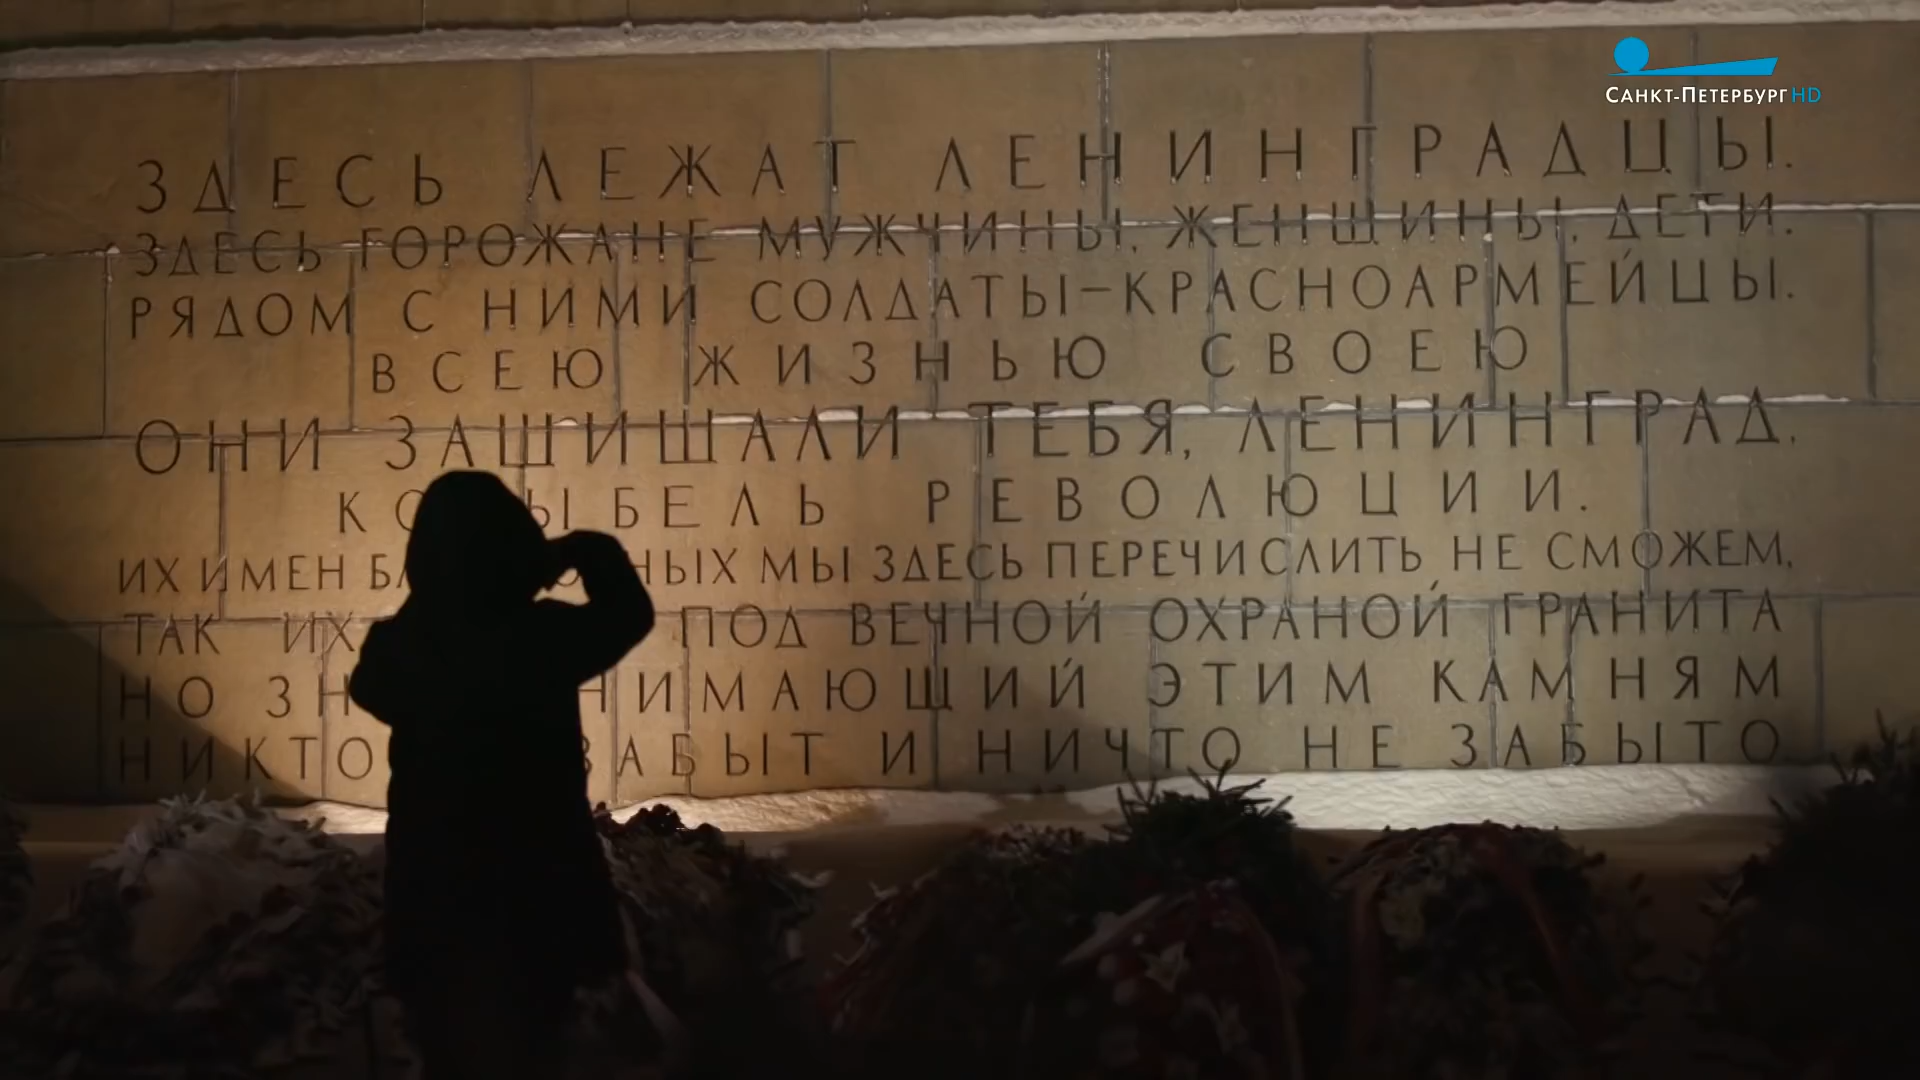 САНКТ-ПЕТЕРБУРГ HD
ЗДЕСЬ ЛЕЖАТ ЛЕНИНГРАДЦЫ.
ЗДЕСЬ ГОРОЖАНЕ МУЖЧИНЫ, ЖЕНЩИНЫ, ДЕТИ.
РЯДОМ С НИМИ СОЛДАТЫ-КРАСНОАРМЕЙЦЫ.
ВСЕЮ ЖИЗНЬЮ СВОЕЮ
ОНИ ЗАЩИЩАЛИ ТЕБЯ, ЛЕНИНГРАД,
КОЛЫБЕЛЬ РЕВОЛЮЦИИ.
ИХ ИМЕН МЫ ЗДЕСЬ ПЕРЕЧИСЛИТЬ НЕ СМОЖЕМ,
ТАК ИХ ПОД ВЕЧНОЙ ОХРАНОЙ ГРАНИТА
НО ЭТИМ КАМНЯМ
НИКТО И НИЧТО НЕ ЗАБЫТО